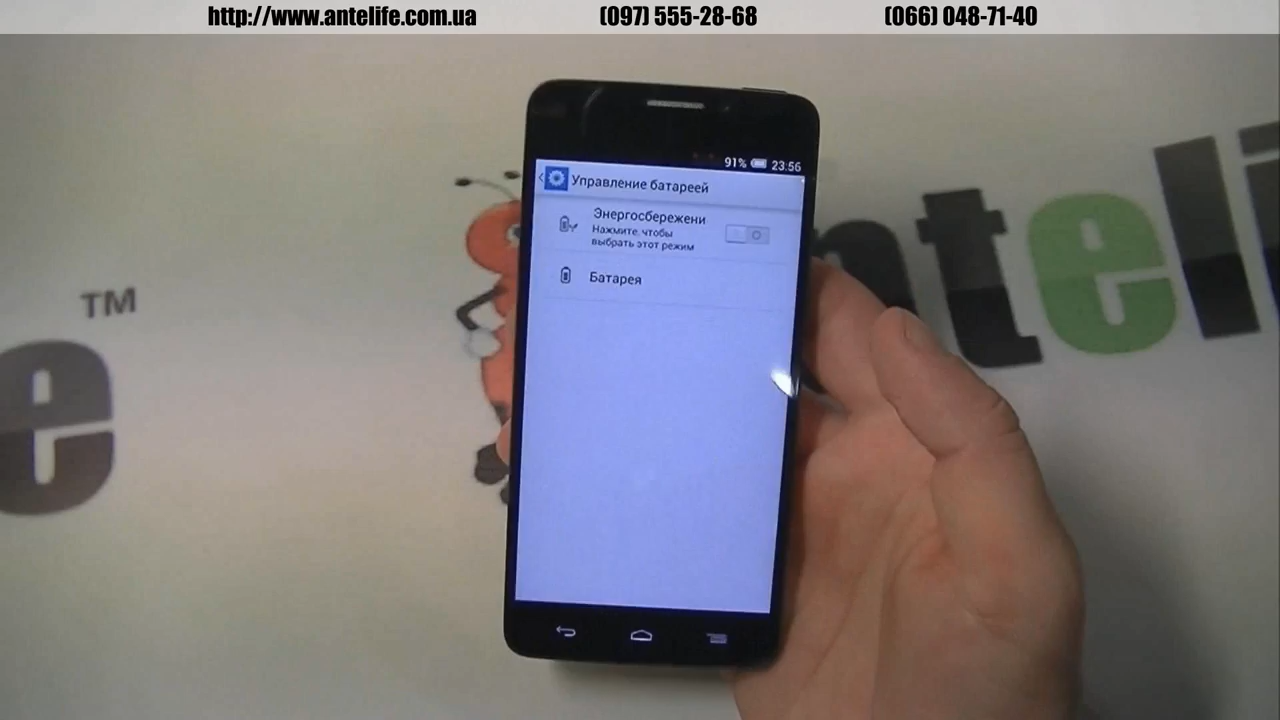 http://www.antelife.com.ua (097) 555-28-68 (066) 048-71-40
91% 23:56
Управление батареей
Энергосбережени
Нажмите, чтобы
выбрать этот режим
Батарея
TM
e
nteli